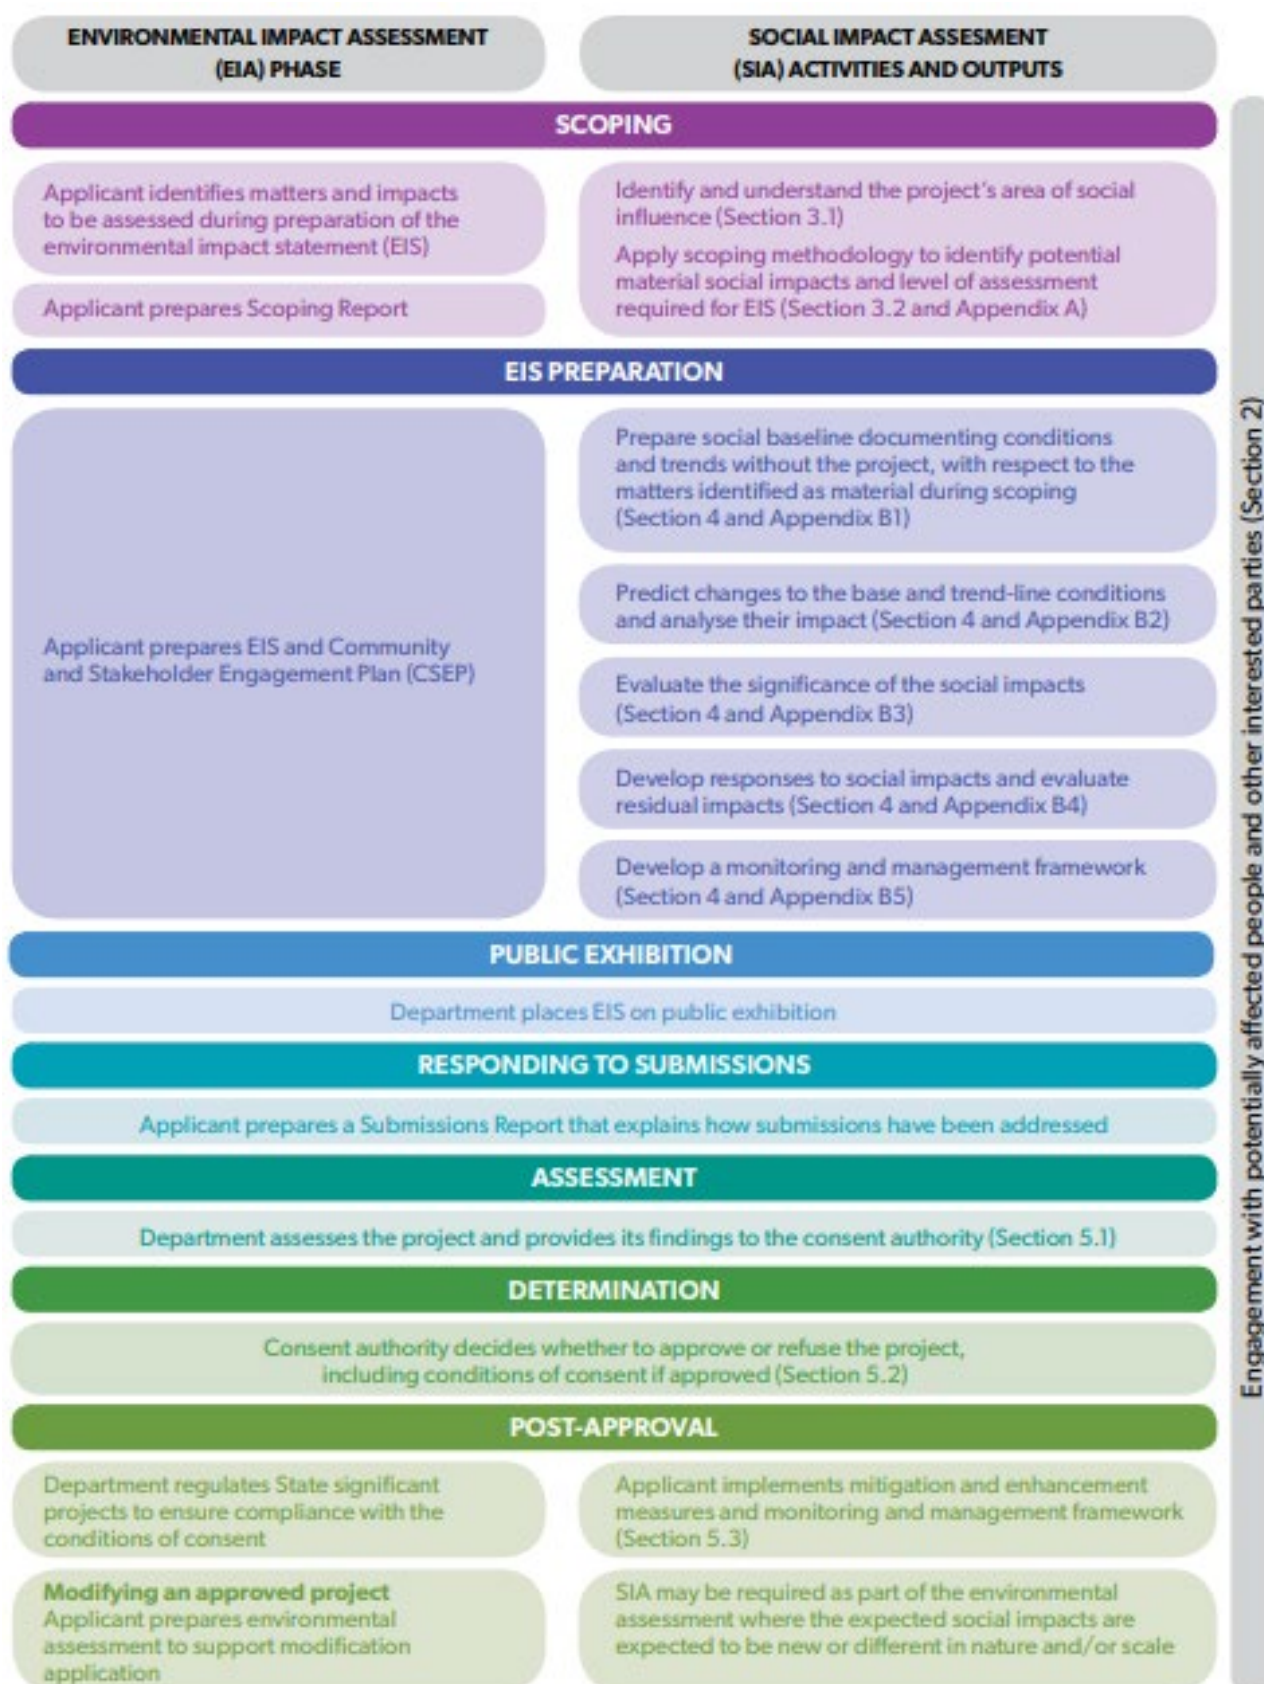 ENVIRONMENTAL IMPACT ASSESSMENT
(EIA) PHASE
SOCIAL IMPACT ASSESMENT
(SIA) ACTIVITIES AND OUTPUTS
SCOPING
Applicant identifies matters and impacts
to be assessed during preparation of the
environmental impact statement (EIS)
Applicant prepares Scoping Report
Identify and understand the project's area of social
influence (Section 3.1)
Apply scoping methodology to identify potential
material social impacts and level of assessment
required for EIS (Section 3.2 and Appendix A)
EIS PREPARATION
Applicant prepares EIS and Community
and Stakeholder Engagement Plan (CSEP)
Prepare social baseline documenting conditions
and trends without the project, with respect to the
matters identified as material during scoping
(Section 4 and Appendix B1)
Predict changes to the base and trend-line conditions
and analyse their impact (Section 4 and Appendix B2)
Evaluate the significance of the social impacts
(Section 4 and Appendix B3)
Develop responses to social impacts and evaluate
residual impacts (Section 4 and Appendix B4)
Develop a monitoring and management framework
(Section 4 and Appendix B5)
PUBLIC EXHIBITION
Department places EIS on public exhibition
RESPONDING TO SUBMISSIONS
Applicant prepares a Submissions Report that explains how submissions have been addressed
ASSESSMENT
Department assesses the project and provides its findings to the consent authority (Section 5.1)
DETERMINATION
Consent authority decides whether to approve or refuse the project,
including conditions of consent if approved (Section 5.2)
POST-APPROVAL
Department regulates State significant
projects to ensure compliance with the
conditions of consent
Applicant implements mitigation and enhancement
measures and monitoring and management framework
(Section 5.3)
Modifying an approved project
Applicant prepares environmental
assessment to support modification
application
SIA may be required as part of the environmental
assessment where the expected social impacts are
expected to be new or different in nature and/or scale
Engagement with potentially affected people and other interested parties (Section 2)